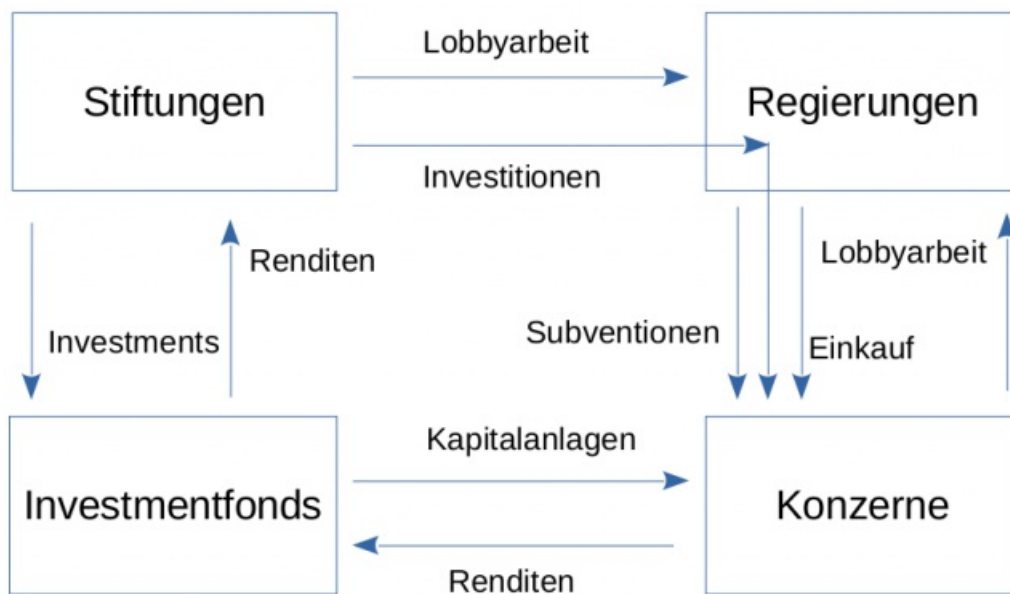 Lobbyarbeit
Stiftungen
Regierungen
Investitionen
Renditen
Lobbyarbeit
Investments
Subventionen
Einkauf
Kapitalanlagen
Investmentfonds
Konzerne
Renditen